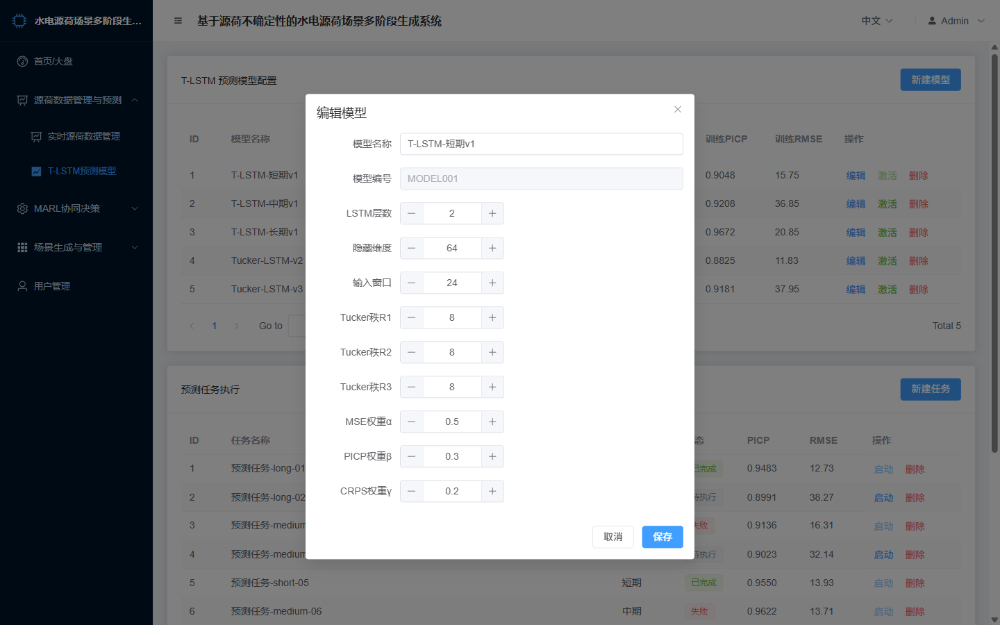 水电源荷场景多阶段生...
基于源荷不确定性的水电源荷场景多阶段生成系统
中文
Admin
首页/大盘
源荷数据管理与预测
实时源荷数据管理
T-LSTM预测模型
MARL协同决策
场景生成与管理
用户管理
T-LSTM 预测模型配置
新建模型
ID 模型名称 训练PICP 训练RMSE 操作
1 T-LSTM-短期v1 0.9048 15.75 编辑 激活 删除
2 T-LSTM-中期v1 0.9208 36.85 编辑 激活 删除
3 T-LSTM-长期v1 0.9672 20.85 编辑 激活 删除
4 Tucker-LSTM-v2 0.8825 11.83 编辑 激活 删除
5 Tucker-LSTM-v3 0.9181 37.95 编辑 激活 删除
1 Go to Total 5
编辑模型
模型名称 T-LSTM-短期v1
模型编号 MODEL001
LSTM层数 2
隐藏维度 64
输入窗口 24
Tucker秩R1 8
Tucker秩R2 8
Tucker秩R3 8
MSE权重α 0.5
PICP权重β 0.3
CRPS权重γ 0.2
取消 保存
预测任务执行
新建任务
ID 任务名称 态 PICP RMSE 操作
1 预测任务-long-01 已完成 0.9483 12.73 启动 删除
2 预测任务-long-02 待执行 0.8991 38.27 启动 删除
3 预测任务-medium 失败 0.9136 16.31 启动 删除
4 预测任务-medium 待执行 0.9023 32.14 启动 删除
5 预测任务-short-05 短期 已完成 0.9550 13.93 启动 删除
6 预测任务-medium-06 中期 失败 0.9622 13.71 启动 删除